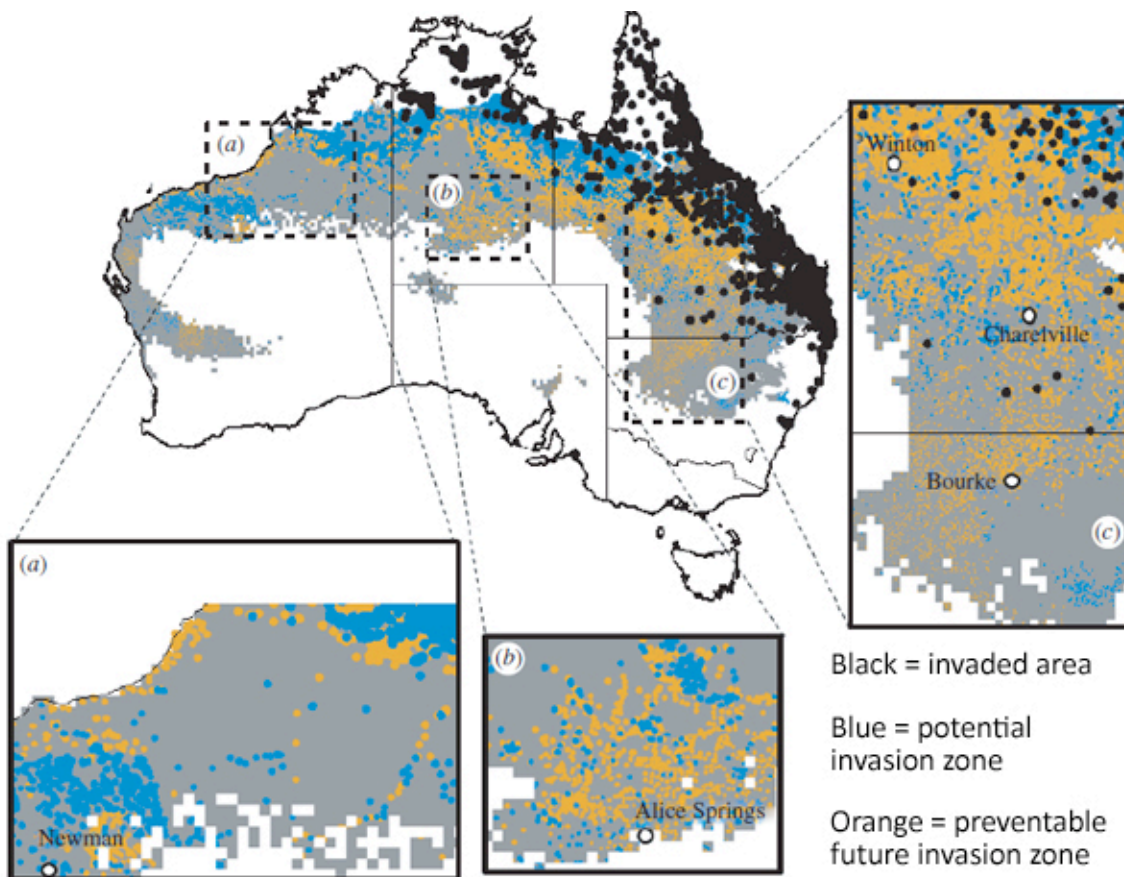 (a)
(b)
(c)
Winton
Charelville
Bourke
(c)
(a)
Newman
(b)
Alice Springs
Black = invaded area
Blue = potential
invasion zone
Orange = preventable
future invasion zone